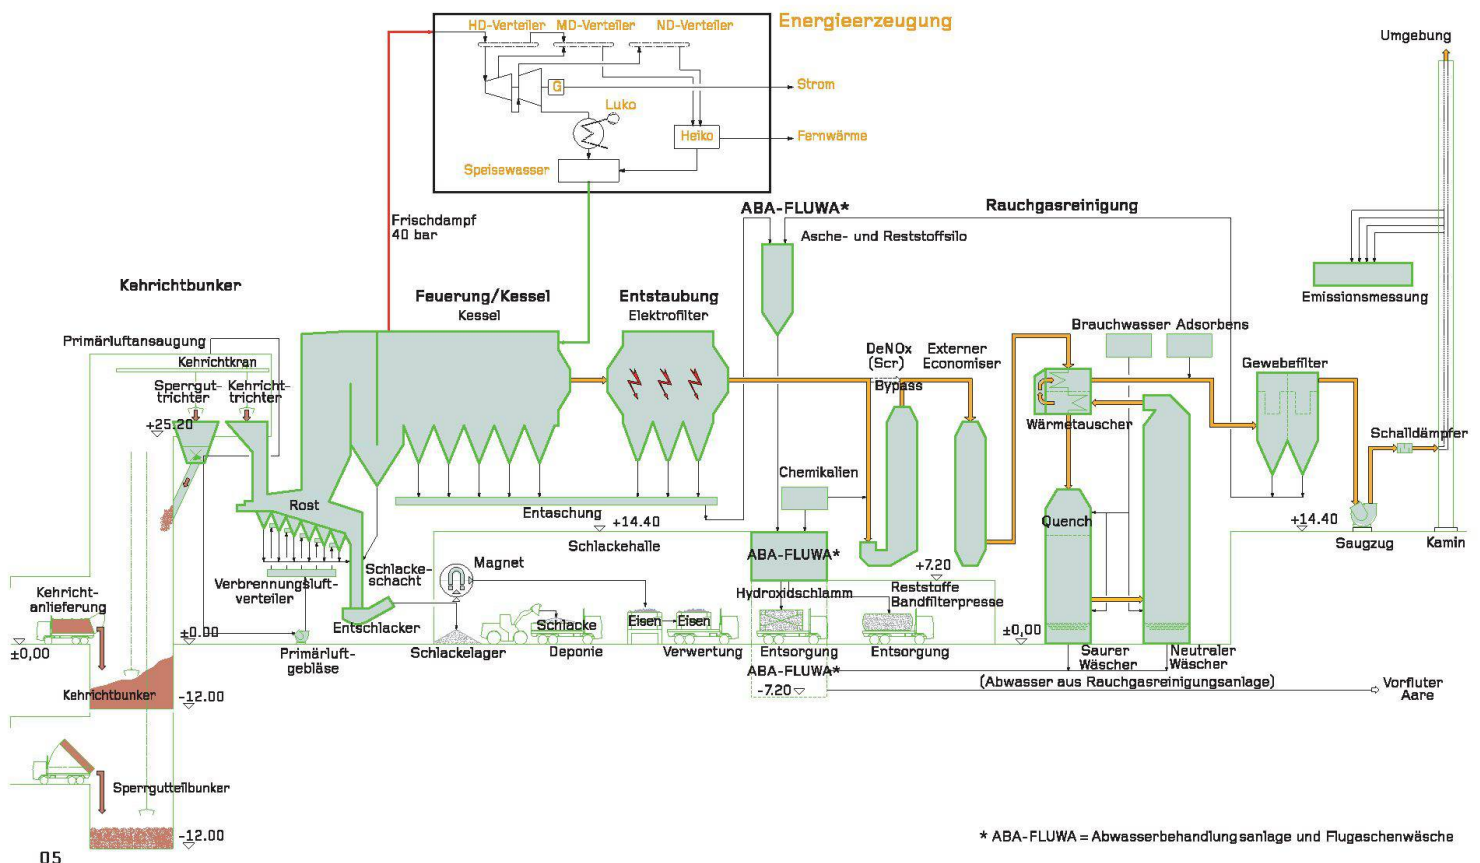 Energieerzeugung
HD-Verteiler
MD-Verteiler
ND-Verteiler
Umgebung
G
Strom
Luko
Heiko
Fernwärme
Speisewasser
Frischdampf
40 bar
ABA-FLUWA*
Rauchgasreinigung
Asche- und Reststoffsilo
Kehrichtbunker
Feuerung/Kessel
Kessel
Entstaubung
Elektrofilter
Emissionsmessung
Primärluftansaugung
Kehrichtkran
Sperrgut-
trichter
Kehricht-
trichter
+25.20
DeNOx
(Scr)
Bypass
Externer
Economiser
Brauchwasser
Adsorbens
Gewebefilter
Wärmetauscher
Schalldämpfer
Rost
Chemikalien
Entaschung
+14.40
Schlackehalle
Quench
+14.40
Saugzug
Kamin
ABA-FLUWA*
+7.20
Magnet
Schlacke-
schacht
Verbrennungsluft-
verteiler
Kehricht-
anlieferung
Hydroxidschlamm
Reststoffe
Bandfilterpresse
Entschlacker
Schlacke
Eisen
Eisen
±0,00
±0.00
±0,00
Primärluft-
gebläse
Schlackelager
Deponie
Verwertung
Entsorgung
Entsorgung
Saurer
Wäscher
Neutraler
Wäscher
ABA-FLUWA*
-7.20
(Abwasser aus Rauchgasreinigungsanlage)
Vorfluter
Aare
Kehrichtbunker
-12.00
Sperrgutteilbunker
-12.00
* ABA-FLUWA = Abwasserbehandlungsanlage und Flugaschenwäsche
05